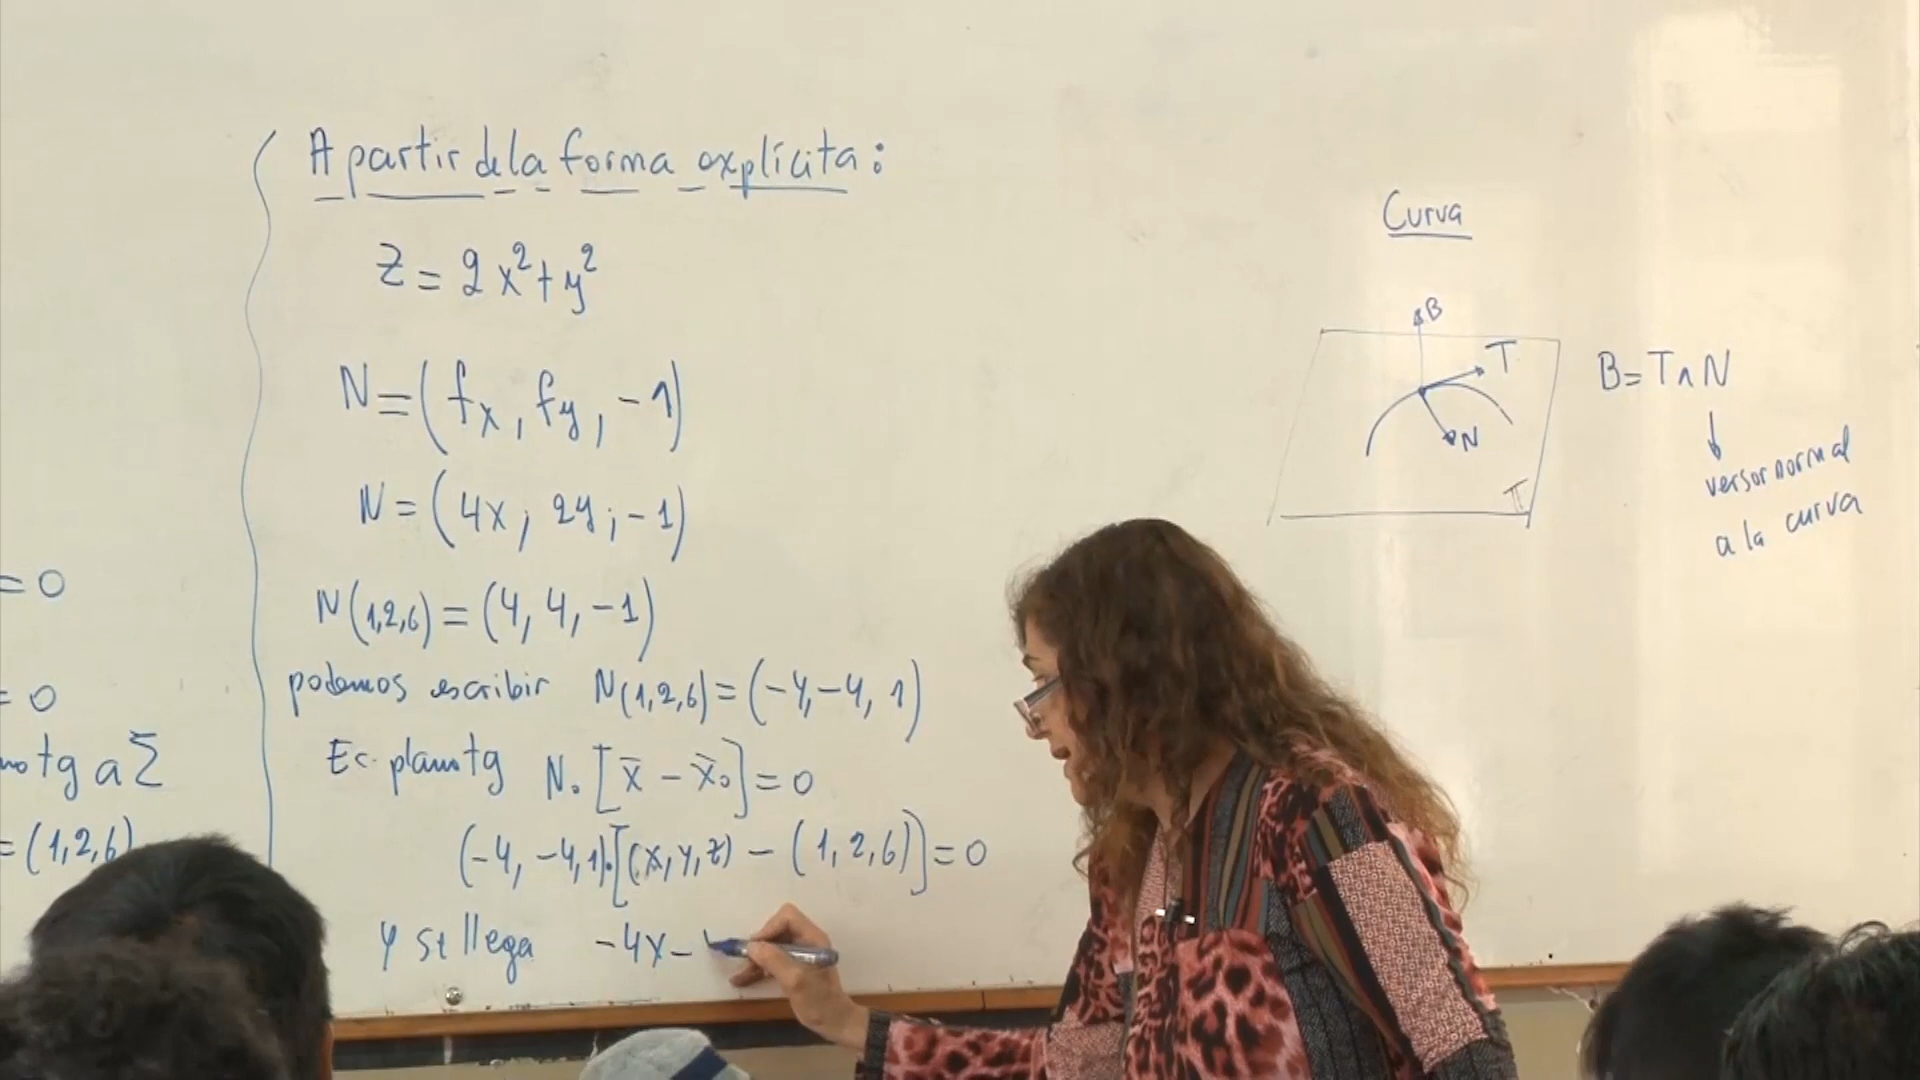 = 0
= 0
tg a Σ
= (1,2,6)
A partir de la forma explícita:
Z = 2x² + y²
N = (fx, fy, -1)
N = (4x; 2y; -1)
N(1,2,6) = (4, 4, -1)
podemos escribir N(1,2,6) = (-4, -4, 1)
Ec. plano tg N. [x̄ - x̄₀] = 0
(-4, -4, 1).[(x, y, z) - (1, 2, 6)] = 0
y se llega -4x -
Curva
B
T
N
π
B = T ∧ N
↓
versor normal
a la curva